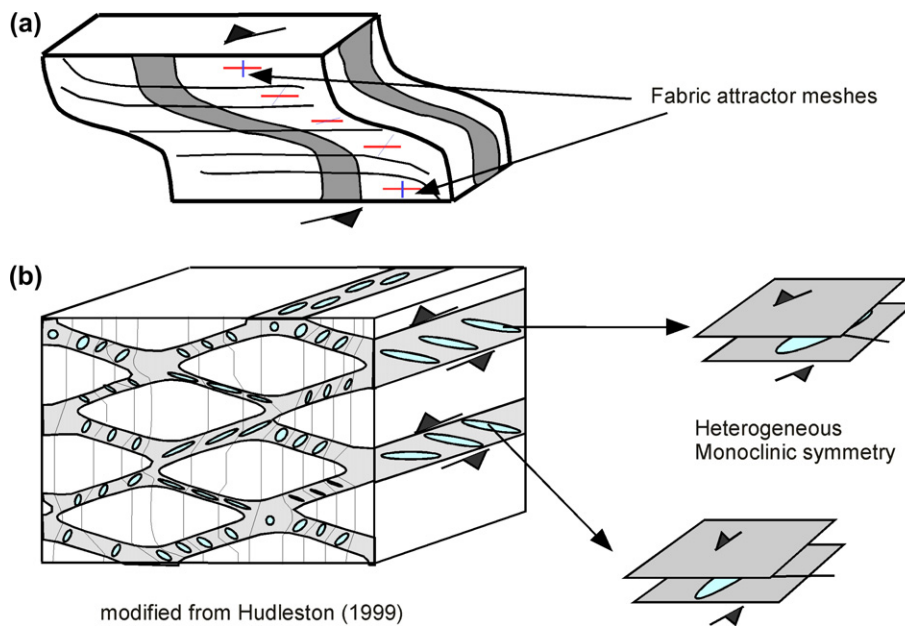 (a)
Fabric attractor meshes
(b)
Heterogeneous
Monoclinic symmetry
modified from Hudleston (1999)